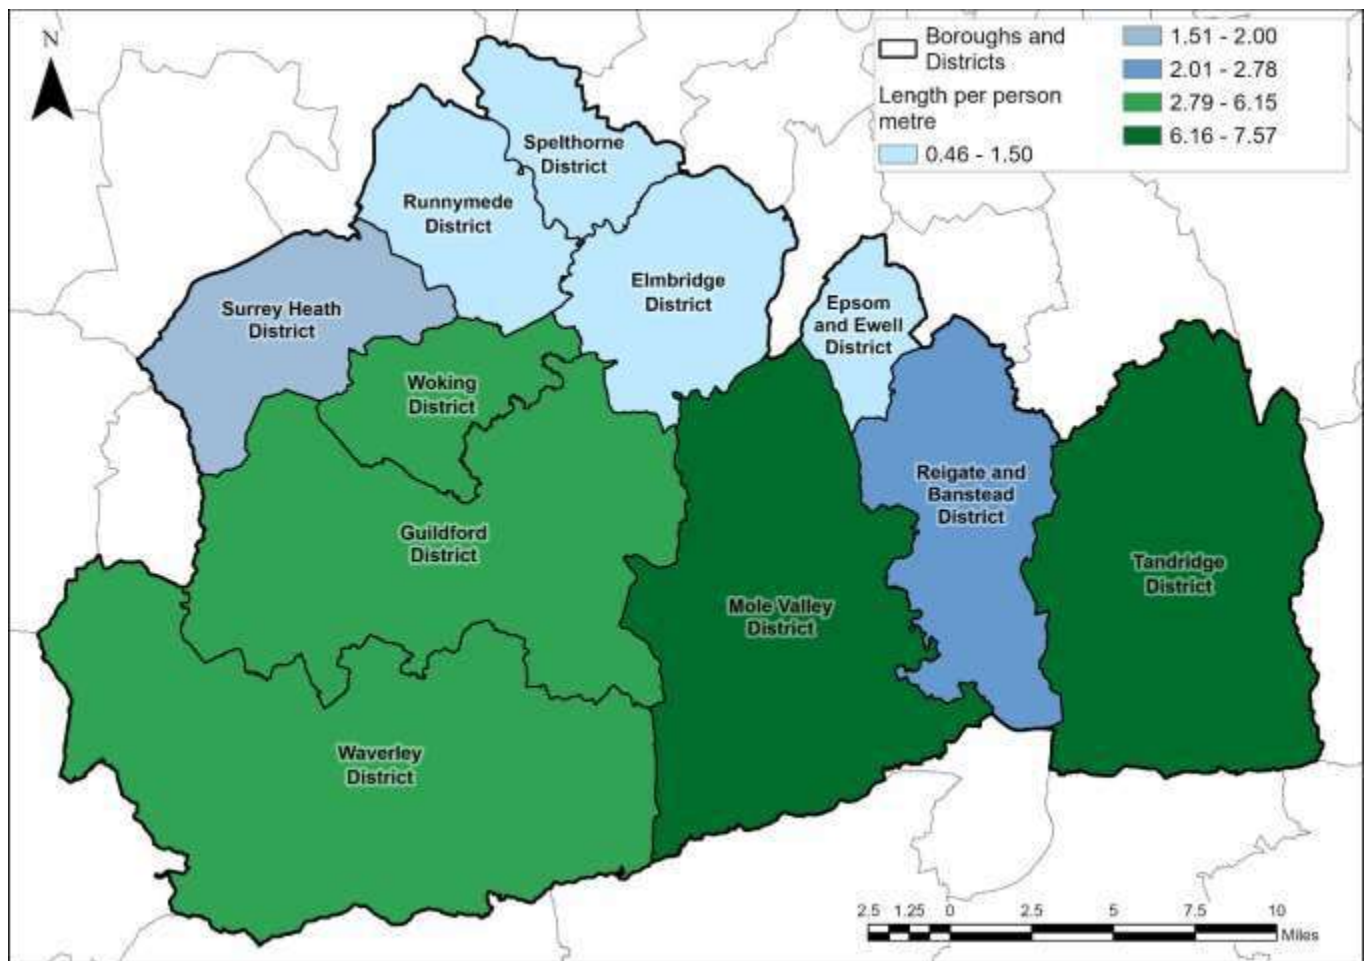 N
Boroughs and
Districts
Length per person
metre
0.46 - 1.50
1.51 - 2.00
2.01 - 2.78
2.79 - 6.15
6.16 - 7.57
Spelthorne
District
Runnymede
District
Elmbridge
District
Surrey Heath
District
Epsom
and Ewell
District
Woking
District
Reigate and
Banstead
District
Guildford
District
Tandridge
District
Mole Valley
District
Waverley
District
2.5 1.25 0 2.5 5 7.5 10
Miles